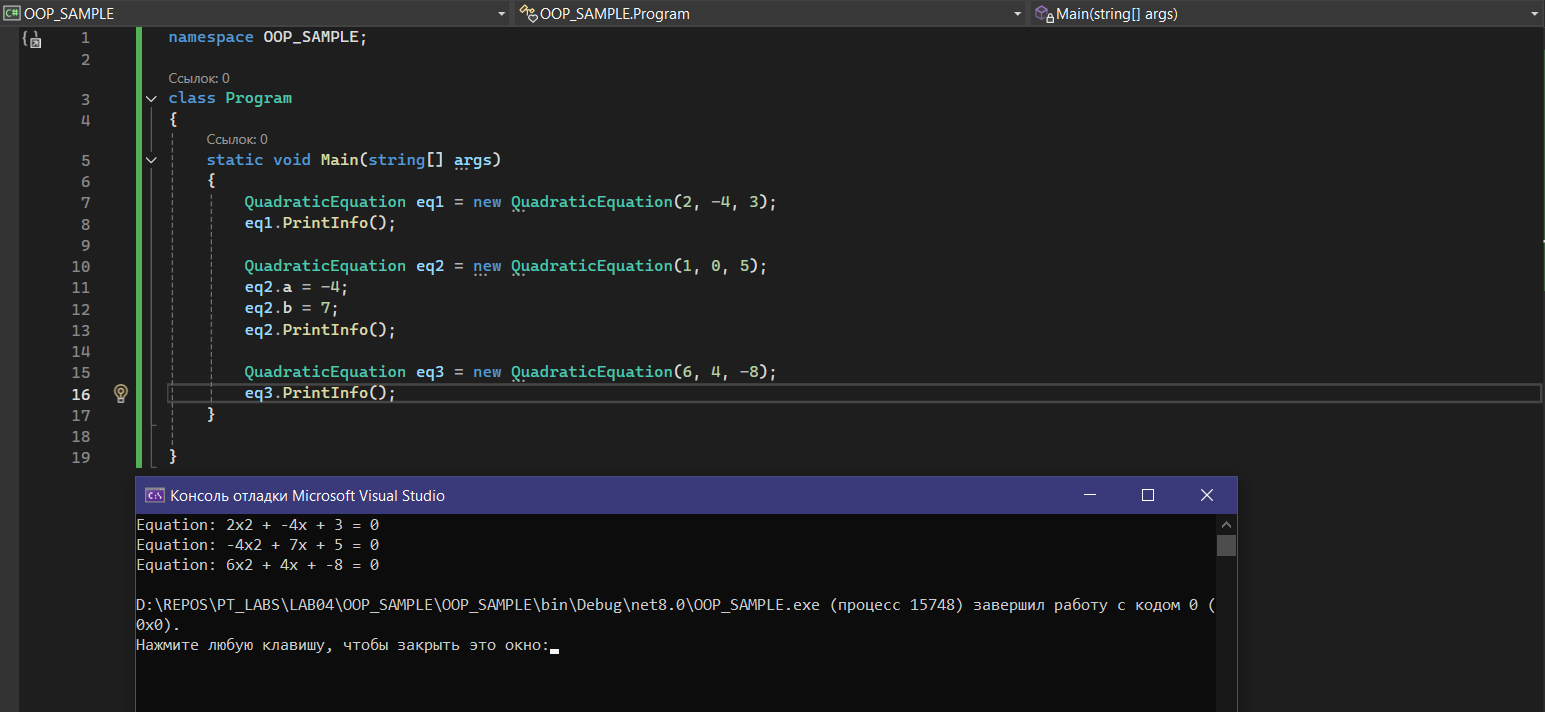 C# OOP_SAMPLE OOP_SAMPLE.Program Main(string[] args)
1 namespace OOP_SAMPLE;
2
Ссылок: 0
3 class Program
4 {
Ссылок: 0
5 static void Main(string[] args)
6 {
7 QuadraticEquation eq1 = new QuadraticEquation(2, -4, 3);
8 eq1.PrintInfo();
9
10 QuadraticEquation eq2 = new QuadraticEquation(1, 0, 5);
11 eq2.a = -4;
12 eq2.b = 7;
13 eq2.PrintInfo();
14
15 QuadraticEquation eq3 = new QuadraticEquation(6, 4, -8);
16 eq3.PrintInfo();
17 }
18
19 }
C:\ Консоль отладки Microsoft Visual Studio
Equation: 2x2 + -4x + 3 = 0
Equation: -4x2 + 7x + 5 = 0
Equation: 6x2 + 4x + -8 = 0
D:\REPOS\PT_LABS\LAB04\OOP_SAMPLE\OOP_SAMPLE\bin\Debug\net8.0\OOP_SAMPLE.exe (процесс 15748) завершил работу с кодом 0 (
0x0).
Нажмите любую клавишу, чтобы закрыть это окно: